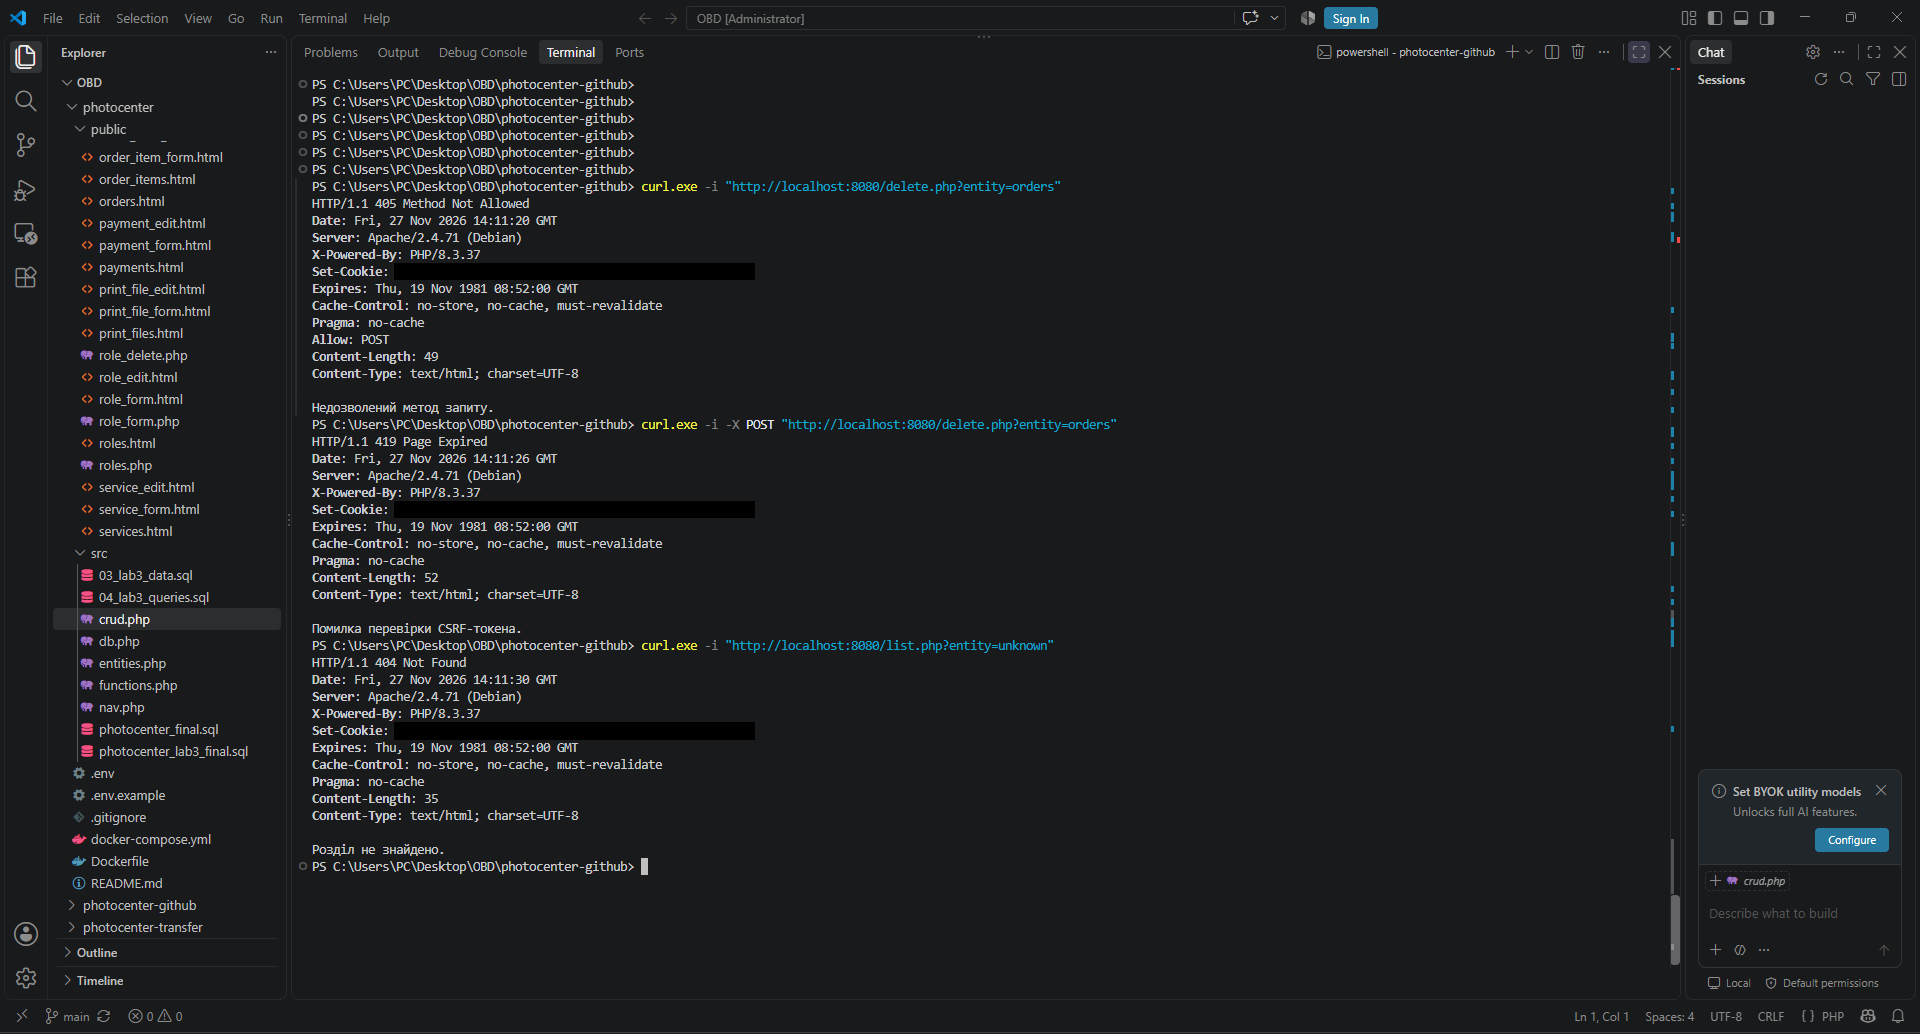 File Edit Selection View Go Run Terminal Help
OBD [Administrator]
Sign In
Explorer
OBD
photocenter
public
order_item_form.html
order_items.html
orders.html
payment_edit.html
payment_form.html
payments.html
print_file_edit.html
print_file_form.html
print_files.html
role_delete.php
role_edit.html
role_form.html
role_form.php
roles.html
roles.php
service_edit.html
service_form.html
services.html
src
03_lab3_data.sql
04_lab3_queries.sql
crud.php
db.php
entities.php
functions.php
nav.php
photocenter_final.sql
photocenter_lab3_final.sql
.env
.env.example
.gitignore
docker-compose.yml
Dockerfile
README.md
photocenter-github
photocenter-transfer
Outline
Timeline
Problems Output Debug Console Terminal Ports
powershell - photocenter-github
PS C:\Users\PC\Desktop\OBD\photocenter-github>
PS C:\Users\PC\Desktop\OBD\photocenter-github>
PS C:\Users\PC\Desktop\OBD\photocenter-github>
PS C:\Users\PC\Desktop\OBD\photocenter-github>
PS C:\Users\PC\Desktop\OBD\photocenter-github>
PS C:\Users\PC\Desktop\OBD\photocenter-github>
PS C:\Users\PC\Desktop\OBD\photocenter-github> curl.exe -i "http://localhost:8080/delete.php?entity=orders"
HTTP/1.1 405 Method Not Allowed
Date: Fri, 27 Nov 2026 14:11:20 GMT
Server: Apache/2.4.71 (Debian)
X-Powered-By: PHP/8.3.37
Set-Cookie:
Expires: Thu, 19 Nov 1981 08:52:00 GMT
Cache-Control: no-store, no-cache, must-revalidate
Pragma: no-cache
Allow: POST
Content-Length: 49
Content-Type: text/html; charset=UTF-8
Недозволений метод запиту.
PS C:\Users\PC\Desktop\OBD\photocenter-github> curl.exe -i -X POST "http://localhost:8080/delete.php?entity=orders"
HTTP/1.1 419 Page Expired
Date: Fri, 27 Nov 2026 14:11:26 GMT
Server: Apache/2.4.71 (Debian)
X-Powered-By: PHP/8.3.37
Set-Cookie:
Expires: Thu, 19 Nov 1981 08:52:00 GMT
Cache-Control: no-store, no-cache, must-revalidate
Pragma: no-cache
Content-Length: 52
Content-Type: text/html; charset=UTF-8
Помилка перевірки CSRF-токена.
PS C:\Users\PC\Desktop\OBD\photocenter-github> curl.exe -i "http://localhost:8080/list.php?entity=unknown"
HTTP/1.1 404 Not Found
Date: Fri, 27 Nov 2026 14:11:30 GMT
Server: Apache/2.4.71 (Debian)
X-Powered-By: PHP/8.3.37
Set-Cookie:
Expires: Thu, 19 Nov 1981 08:52:00 GMT
Cache-Control: no-store, no-cache, must-revalidate
Pragma: no-cache
Content-Length: 35
Content-Type: text/html; charset=UTF-8
Розділ не знайдено.
PS C:\Users\PC\Desktop\OBD\photocenter-github>
Chat
Sessions
Set BYOK utility models
Unlocks full AI features.
Configure
crud.php
Describe what to build
Local Default permissions
main 0 0
Ln 1, Col 1 Spaces: 4 UTF-8 CRLF { } PHP